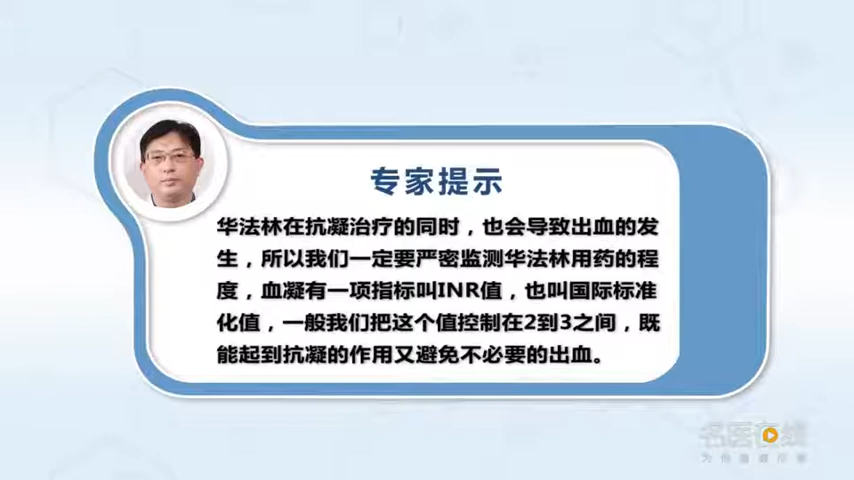 专家提示
华法林在抗凝治疗的同时，也会导致出血的发
生，所以我们一定要严密监测华法林用药的程
度，血凝有一项指标叫INR值，也叫国际标准
化值，一般我们把这个值控制在2到3之间，既
能起到抗凝的作用又避免不必要的出血。
名医在线